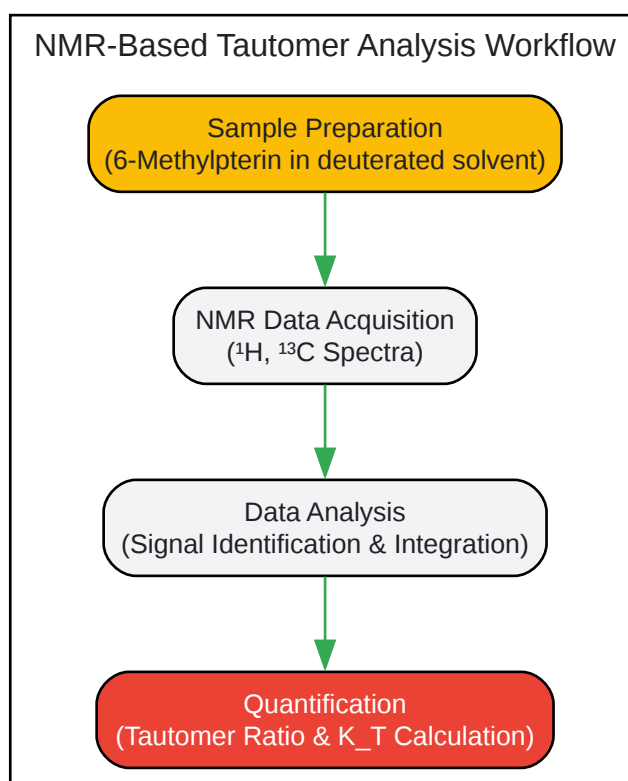 NMR-Based Tautomer Analysis Workflow
Sample Preparation
(6-Methylpterin in deuterated solvent)
NMR Data Acquisition
(¹H, ¹³C Spectra)
Data Analysis
(Signal Identification & Integration)
Quantification
(Tautomer Ratio & K_T Calculation)